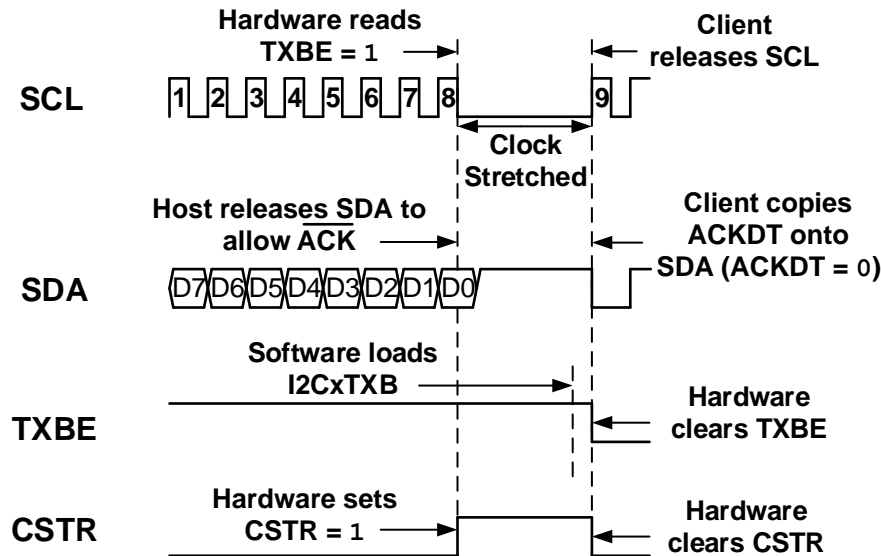 Hardware reads
TXBE = 1
Client
releases SCL
SCL
1 2 3 4 5 6 7 8 9
Clock
Stretched
Host releases SDA to
allow ACK
Client copies
ACKDT onto
SDA (ACKDT = 0)
SDA
D7 D6 D5 D4 D3 D2 D1 D0
Software loads
I2CxTXB
TXBE
Hardware
clears TXBE
Hardware sets
CSTR = 1
CSTR
Hardware
clears CSTR